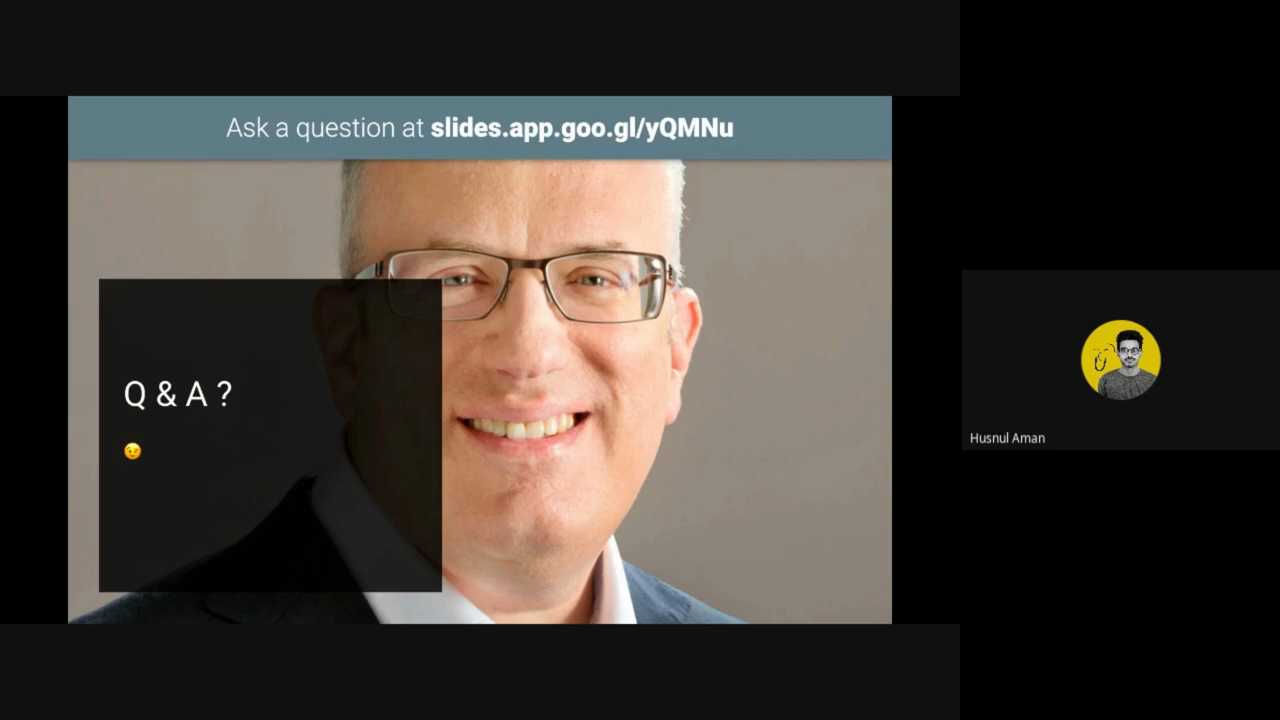 Ask a question at slides.app.goo.gl/yQMNu
Q & A ?
😉
Husnul Aman